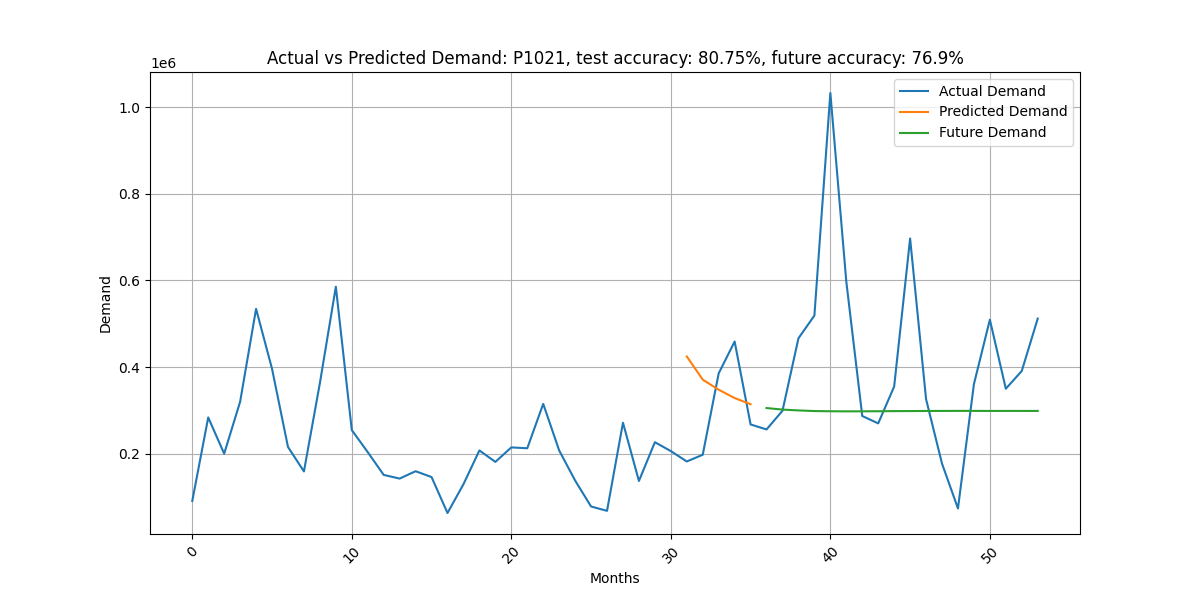 Actual vs Predicted Demand: P1021, test accuracy: 80.75%, future accuracy: 76.9%
1e6
Actual Demand
Predicted Demand
Future Demand
1.0
0.8
0.6
0.4
0.2
Demand
0 10 20 30 40 50
Months